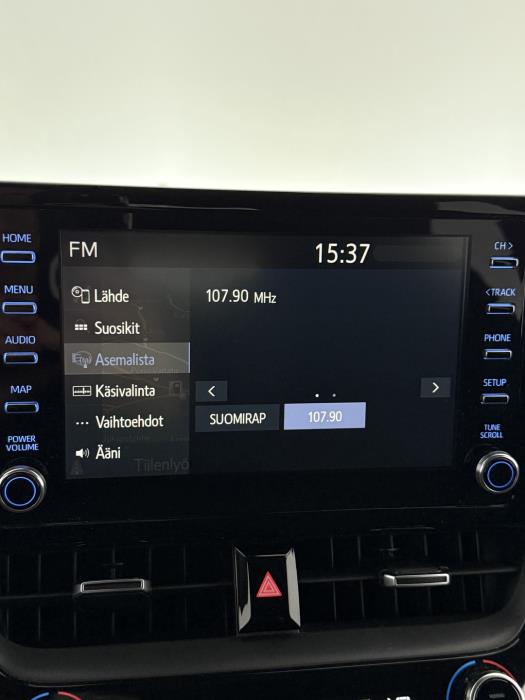 HOME
MENU
AUDIO
MAP
POWER
VOLUME
FM
15:37
Lähde
Suosikit
Asemalista
Käsivalinta
Vaihtoehdot
Ääni
107.90 MHz
<
>
SUOMIRAP
107.90
Tiilenlyö
CH >
< TRACK
PHONE
SETUP
TUNE
SCROLL